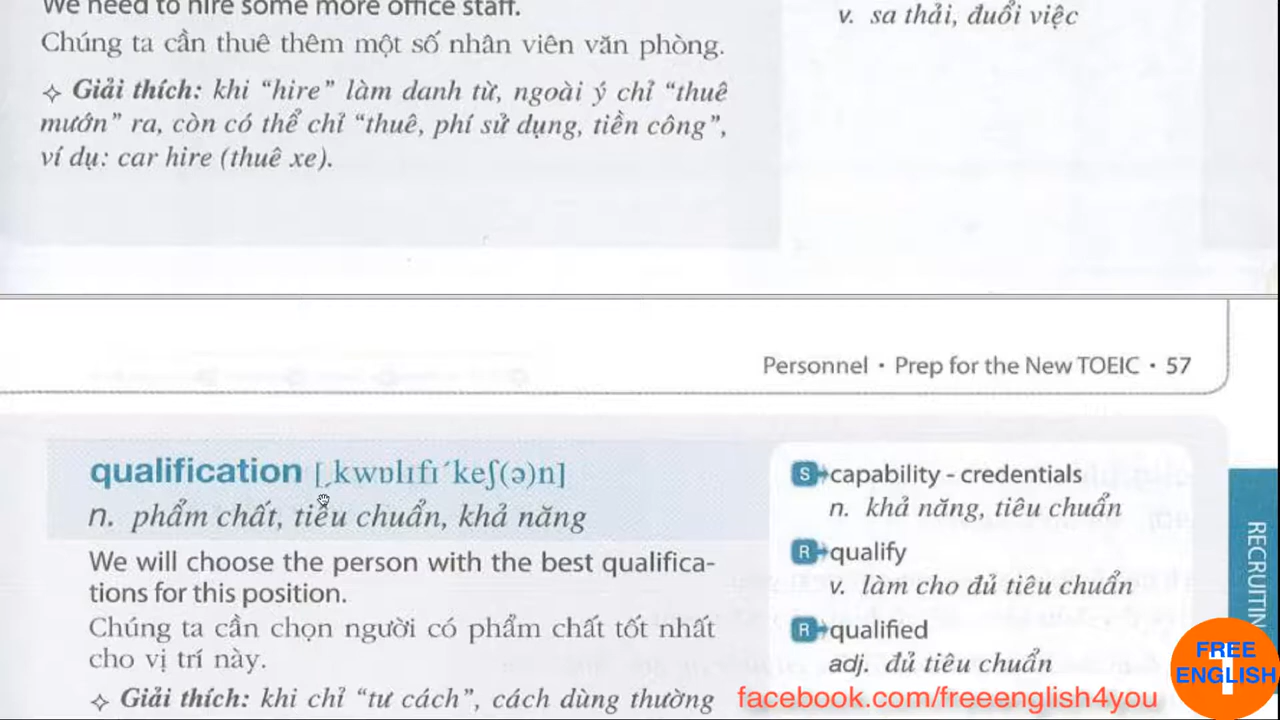 We need to hire some more office staff.
Chúng ta cần thuê thêm một số nhân viên văn phòng.
✧ Giải thích: khi “hire” làm danh từ, ngoài ý chỉ “thuê
mướn” ra, còn có thể chỉ “thuê, phí sử dụng, tiền công”,
ví dụ: car hire (thuê xe).
v. sa thải, đuổi việc
Personnel • Prep for the New TOEIC • 57
qualification [ˌkwɒlɪfɪˊkeʃ(ə)n]
n. phẩm chất, tiêu chuẩn, khả năng
We will choose the person with the best qualifica-
tions for this position.
Chúng ta cần chọn người có phẩm chất tốt nhất
cho vị trí này.
✧ Giải thích: khi chỉ “tư cách”, cách dùng thường
S capability - credentials
n. khả năng, tiêu chuẩn
R qualify
v. làm cho đủ tiêu chuẩn
R qualified
adj. đủ tiêu chuẩn
RECRUITIN
1
FREE
ENGLISH
facebook.com/freeenglish4you